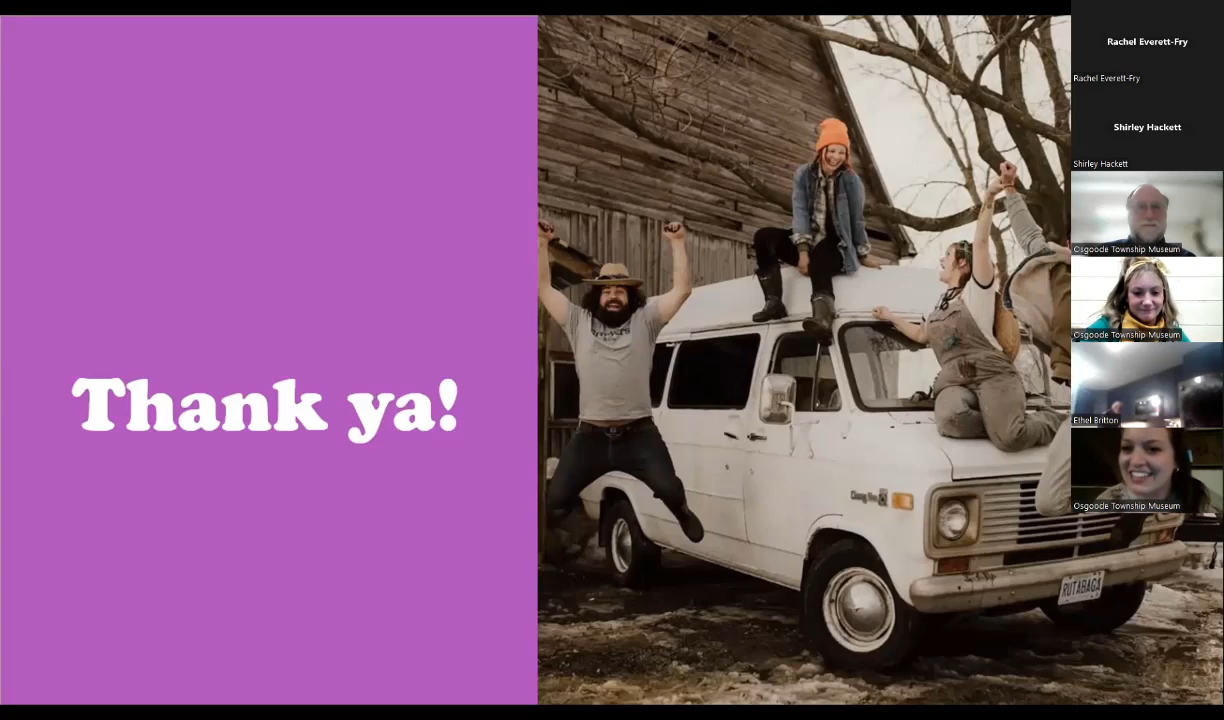 Thank ya!
RUTABAGA
Rachel Everett-Fry
Rachel Everett-Fry
Shirley Hackett
Shirley Hackett
Osgoode Township Museum
Osgoode Township Museum
Ethel Britton
Osgoode Township Museum